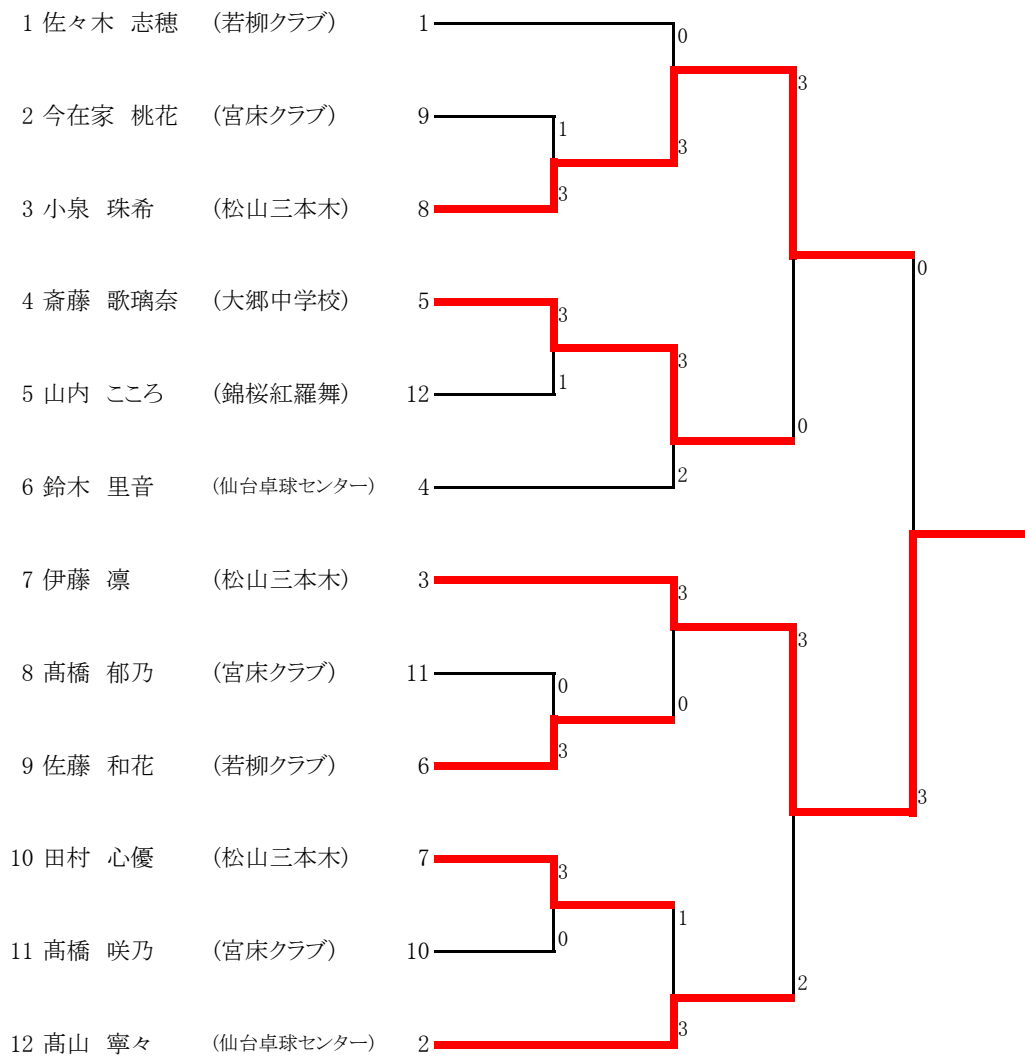 1 佐々木 志穂 (若柳クラブ) 1
0
3
2 今在家 桃花 (宮床クラブ) 9
1
3
3
3 小泉 珠希 (松山三本木) 8
0
4 斎藤 歌璃奈 (大郷中学校) 5
3
3
5 山内 こころ (錦桜紅羅舞) 12
1
0
2
6 鈴木 里音 (仙台卓球センター) 4
7 伊藤 凛 (松山三本木) 3
3
3
8 髙橋 郁乃 (宮床クラブ) 11
0
0
3
9 佐藤 和花 (若柳クラブ) 6
3
10 田村 心優 (松山三本木) 7
3
1
0
11 髙橋 咲乃 (宮床クラブ) 10
2
3
12 髙山 寧々 (仙台卓球センター) 2